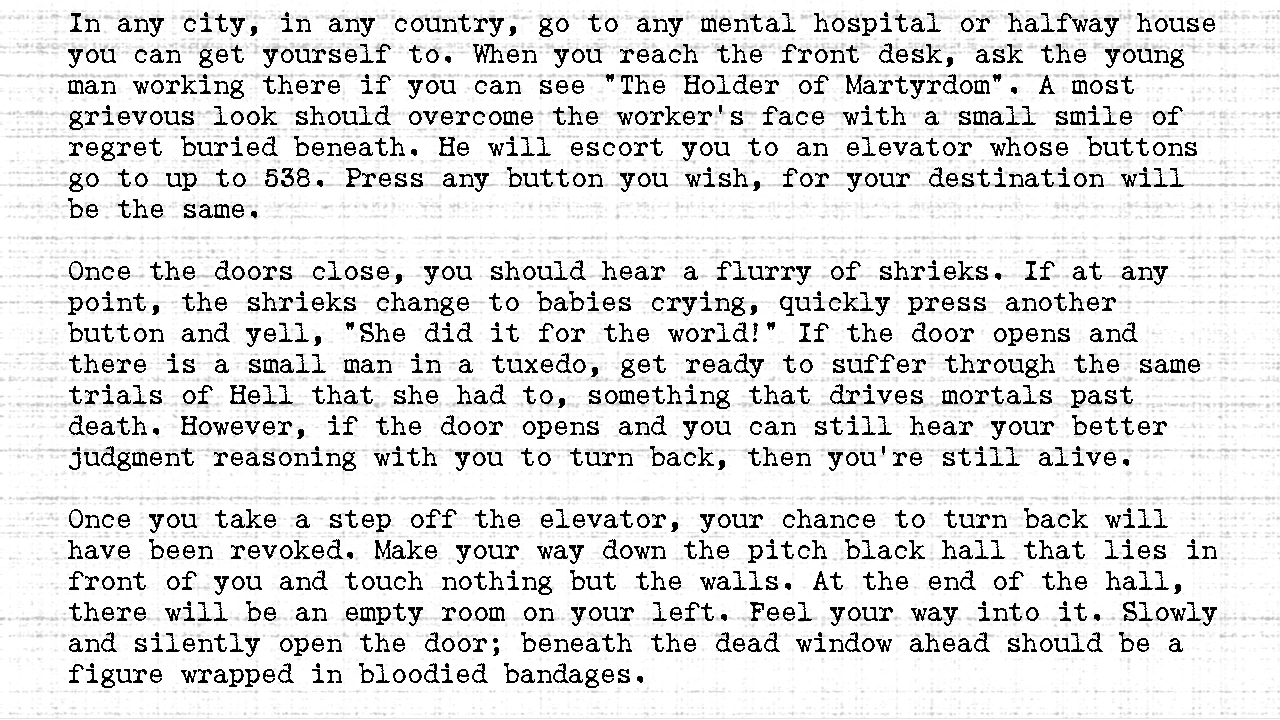 In any city, in any country, go to any mental hospital or halfway house
you can get yourself to. When you reach the front desk, ask the young
man working there if you can see "The Holder of Martyrdom". A most
grievous look should overcome the worker's face with a small smile of
regret buried beneath. He will escort you to an elevator whose buttons
go to up to 538. Press any button you wish, for your destination will
be the same.
Once the doors close, you should hear a flurry of shrieks. If at any
point, the shrieks change to babies crying, quickly press another
button and yell, "She did it for the world!" If the door opens and
there is a small man in a tuxedo, get ready to suffer through the same
trials of Hell that she had to, something that drives mortals past
death. However, if the door opens and you can still hear your better
judgment reasoning with you to turn back, then you're still alive.
Once you take a step off the elevator, your chance to turn back will
have been revoked. Make your way down the pitch black hall that lies in
front of you and touch nothing but the walls. At the end of the hall,
there will be an empty room on your left. Feel your way into it. Slowly
and silently open the door; beneath the dead window ahead should be a
figure wrapped in bloodied bandages.